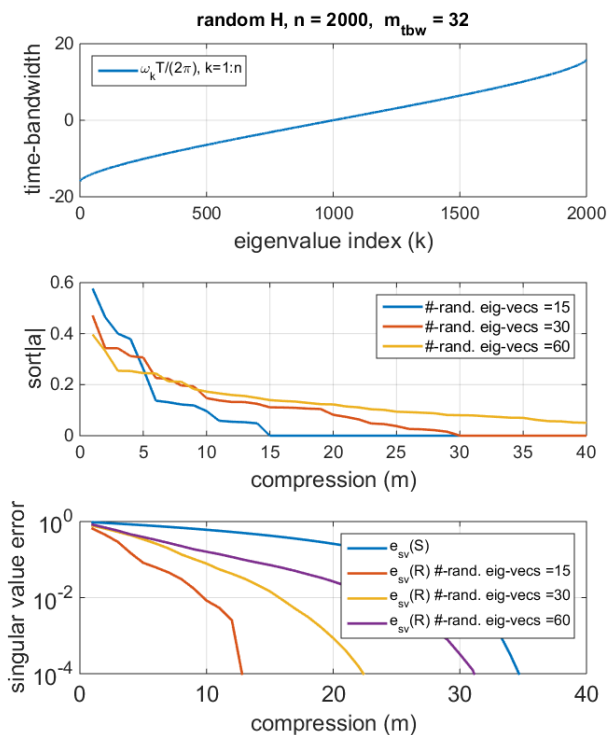 random H, n = 2000, m_tbw = 32
time-bandwidth
20
0
-20
ω_kT/(2π), k=1:n
0 500 1000 1500 2000
eigenvalue index (k)
sort|a|
0.6
0.4
0.2
0
#-rand. eig-vecs =15
#-rand. eig-vecs =30
#-rand. eig-vecs =60
0 5 10 15 20 25 30 35 40
compression (m)
singular value error
10^0
10^-2
10^-4
e_sv(S)
e_sv(R) #-rand. eig-vecs =15
e_sv(R) #-rand. eig-vecs =30
e_sv(R) #-rand. eig-vecs =60
0 10 20 30 40
compression (m)